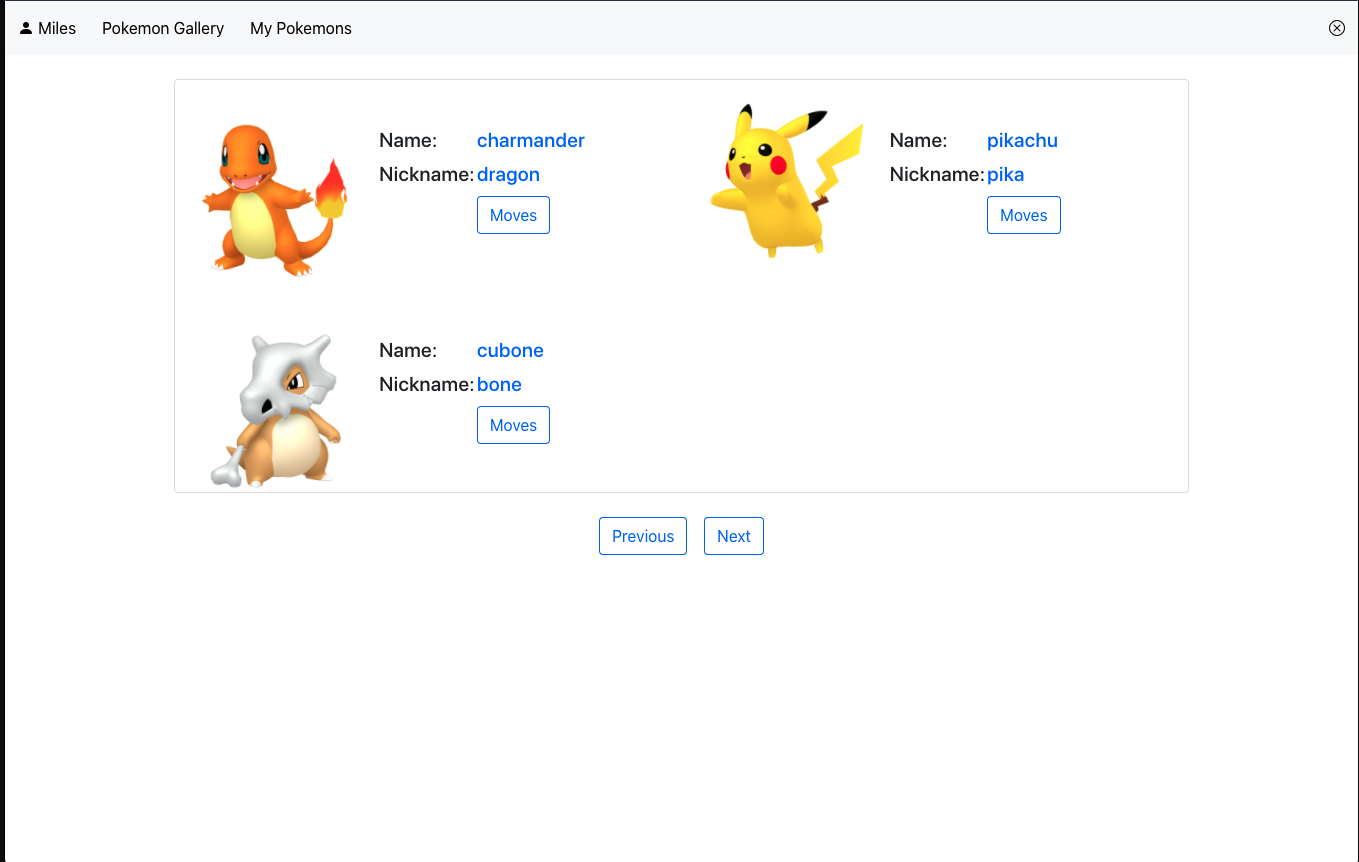 Miles Pokemon Gallery My Pokemons
Name: charmander
Nickname: dragon
Moves
Name: pikachu
Nickname: pika
Moves
Name: cubone
Nickname: bone
Moves
Previous Next